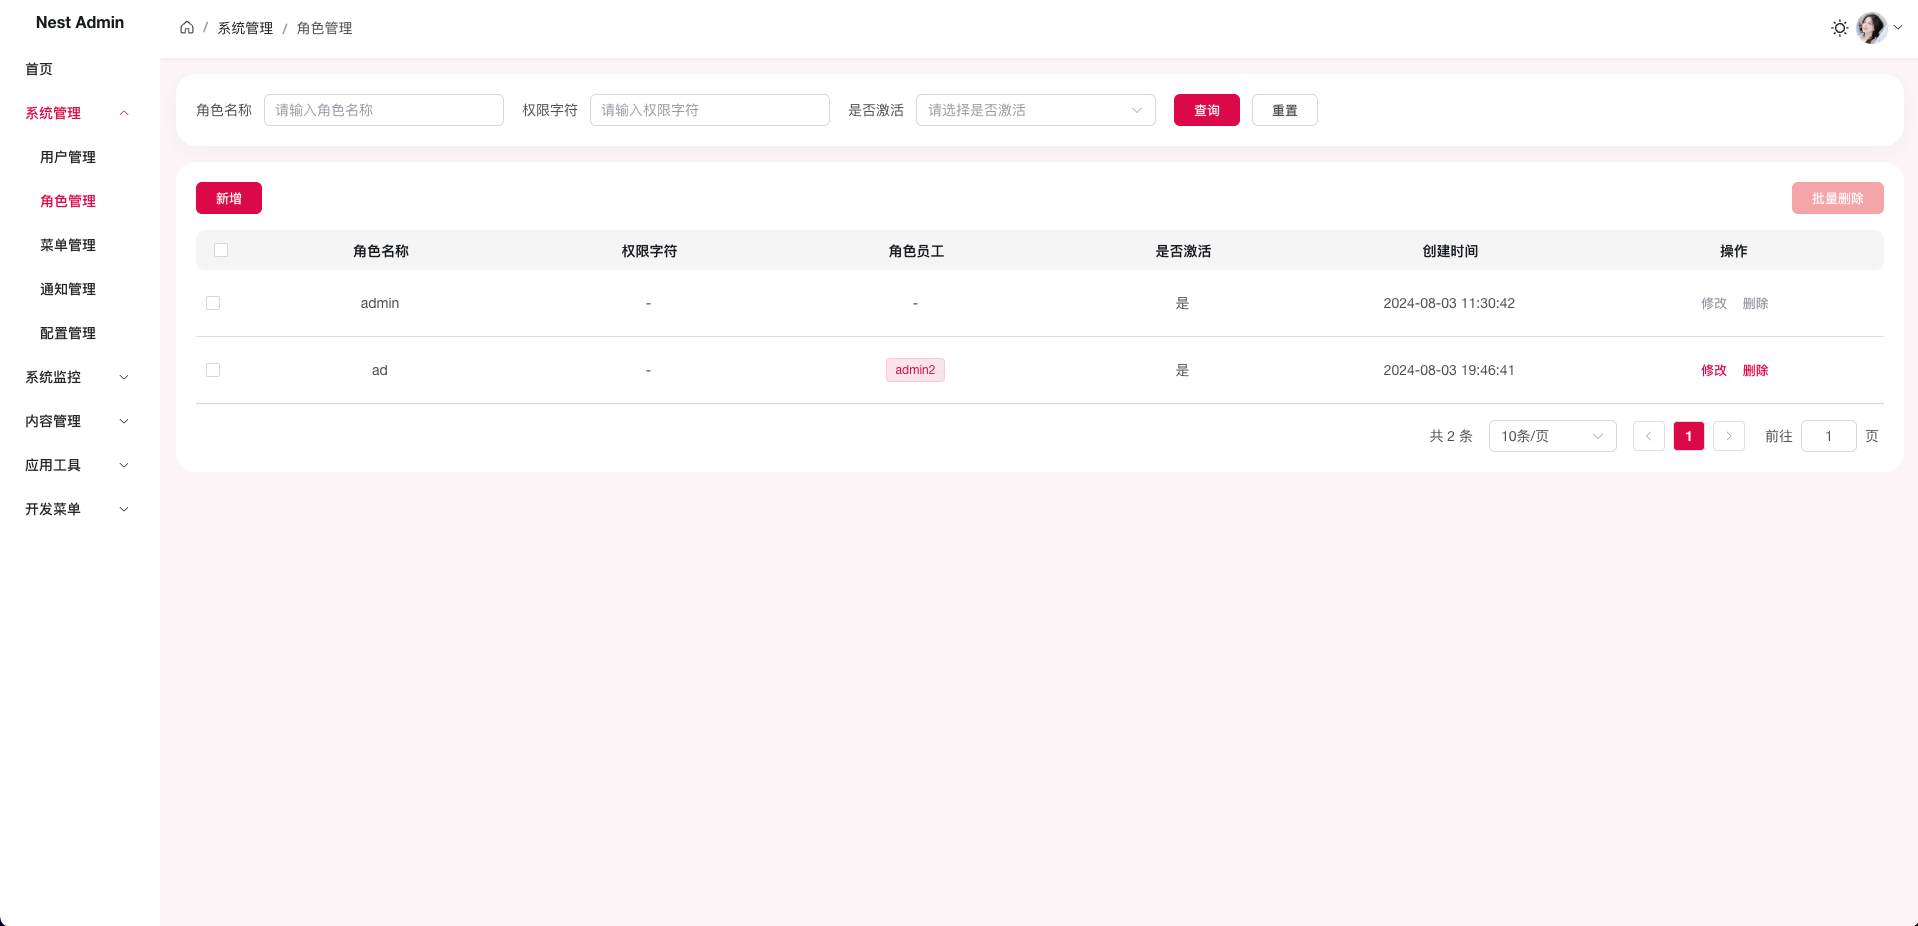 Nest Admin
首页
系统管理
用户管理
角色管理
菜单管理
通知管理
配置管理
系统监控
内容管理
应用工具
开发菜单
/ 系统管理 / 角色管理
角色名称 请输入角色名称 权限字符 请输入权限字符 是否激活 请选择是否激活 查询 重置
新增 批量删除
角色名称 权限字符 角色员工 是否激活 创建时间 操作
admin - - 是 2024-08-03 11:30:42 修改 删除
ad - admin2 是 2024-08-03 19:46:41 修改 删除
共 2 条 10条/页 1 前往 1 页